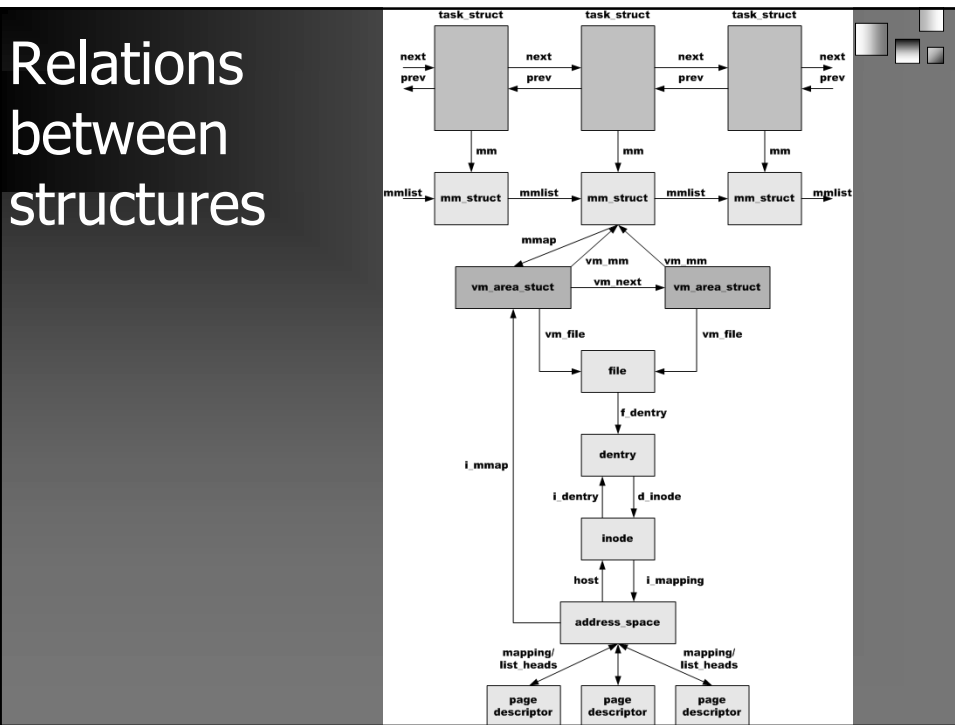 Relations
between
structures
task_struct task_struct task_struct
next next next next
prev prev prev prev
mm mm mm
mmlist mm_struct mmlist mm_struct mmlist mm_struct mmlist
mmap
vm_mm vm_mm
vm_area_stuct vm_next vm_area_struct
vm_file vm_file
file
f_dentry
dentry
i_mmap
i_dentry d_inode
inode
host i_mapping
address_space
mapping/ mapping/
list_heads list_heads
page page page
descriptor descriptor descriptor